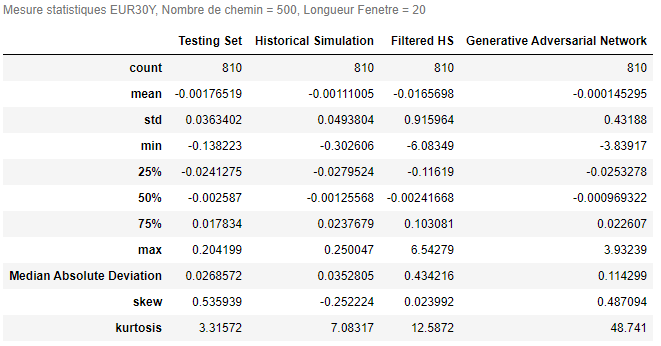 Mesure statistiques EUR30Y, Nombre de chemin = 500, Longueur Fenetre = 20
Testing Set Historical Simulation Filtered HS Generative Adversarial Network
count 810 810 810 810
mean -0.00176519 -0.00111005 -0.0165698 -0.000145295
std 0.0363402 0.0493804 0.915964 0.43188
min -0.138223 -0.302606 -6.08349 -3.83917
25% -0.0241275 -0.0279524 -0.11619 -0.0253278
50% -0.002587 -0.00125568 -0.00241668 -0.000969322
75% 0.017834 0.0237679 0.103081 0.022607
max 0.204199 0.250047 6.54279 3.93239
Median Absolute Deviation 0.0268572 0.0352805 0.434216 0.114299
skew 0.535939 -0.252224 0.023992 0.487094
kurtosis 3.31572 7.08317 12.5872 48.741